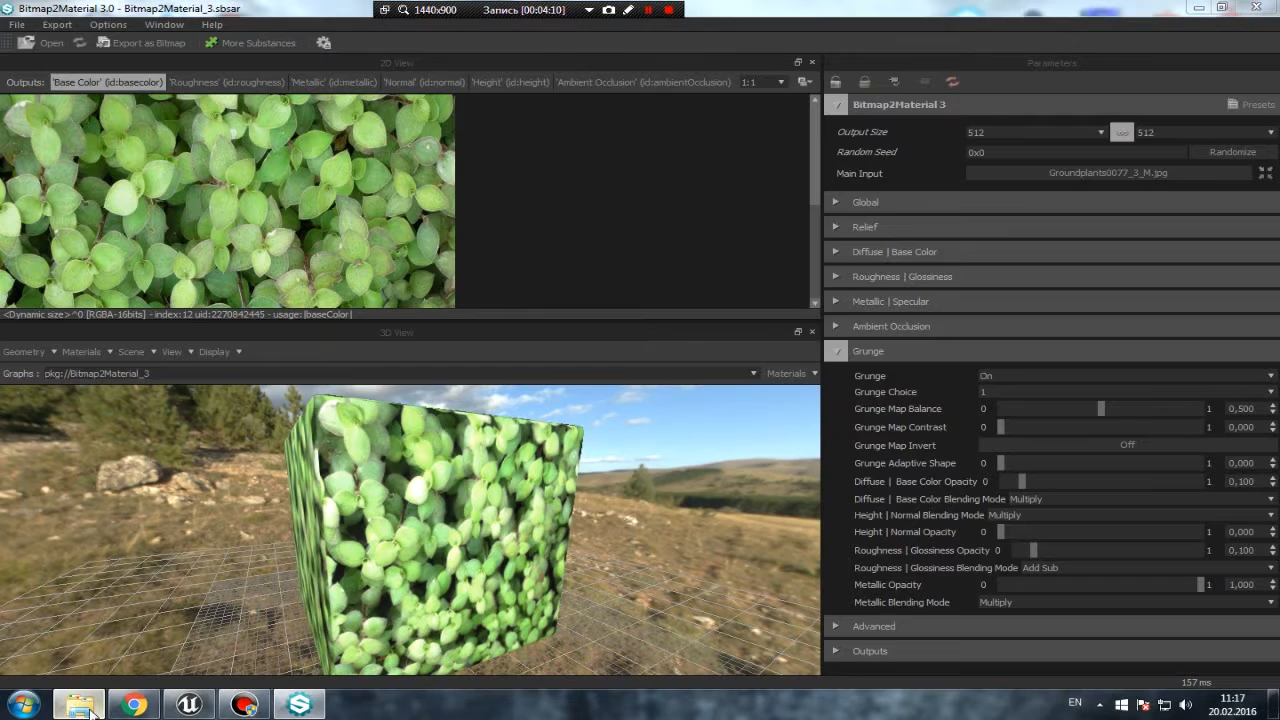 Bitmap2Material 3.0 - Bitmap2Material_3.sbsar
1440x900
Запись [00:04:10]
File
Export
Options
Window
Help
Open
Export as Bitmap
More Substances
2D View
Outputs:
'Base Color' (id:basecolor)
'Roughness' (id:roughness)
'Metallic' (id:metallic)
'Normal' (id:normal)
'Height' (id:height)
'Ambient Occlusion' (id:ambientOcclusion)
1:1
<Dynamic size>^0 [RGBA-16bits] - index:12 uid:2270842445 - usage: |baseColor|
3D View
Geometry
Materials
Scene
View
Display
Graphs :
pkg://Bitmap2Material_3
Materials
Parameters
Bitmap2Material 3
Presets
Output Size
512
512
Random Seed
0x0
Randomize
Main Input
Groundplants0077_3_M.jpg
Global
Relief
Diffuse | Base Color
Roughness | Glossiness
Metallic | Specular
Ambient Occlusion
Grunge
Grunge
On
Grunge Choice
1
Grunge Map Balance 0 1 0,500
Grunge Map Contrast 0 1 0,000
Grunge Map Invert
Off
Grunge Adaptive Shape 0 1 0,000
Diffuse | Base Color Opacity 0 1 0,100
Diffuse | Base Color Blending Mode Multiply
Height | Normal Blending Mode Multiply
Height | Normal Opacity 0 1 0,000
Roughness | Glossiness Opacity 0 1 0,100
Roughness | Glossiness Blending Mode Add Sub
Metallic Opacity 0 1 1,000
Metallic Blending Mode Multiply
Advanced
Outputs
157 ms
EN
11:17
20.02.2016